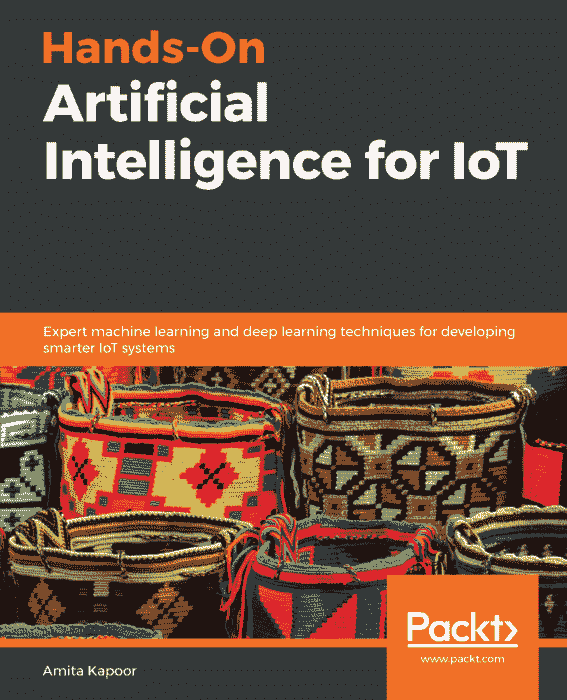 Hands-On
Artificial
Intelligence for IoT
Expert machine learning and deep learning techniques for developing
smarter IoT systems
Packt>
www.packt.com
Amita Kapoor